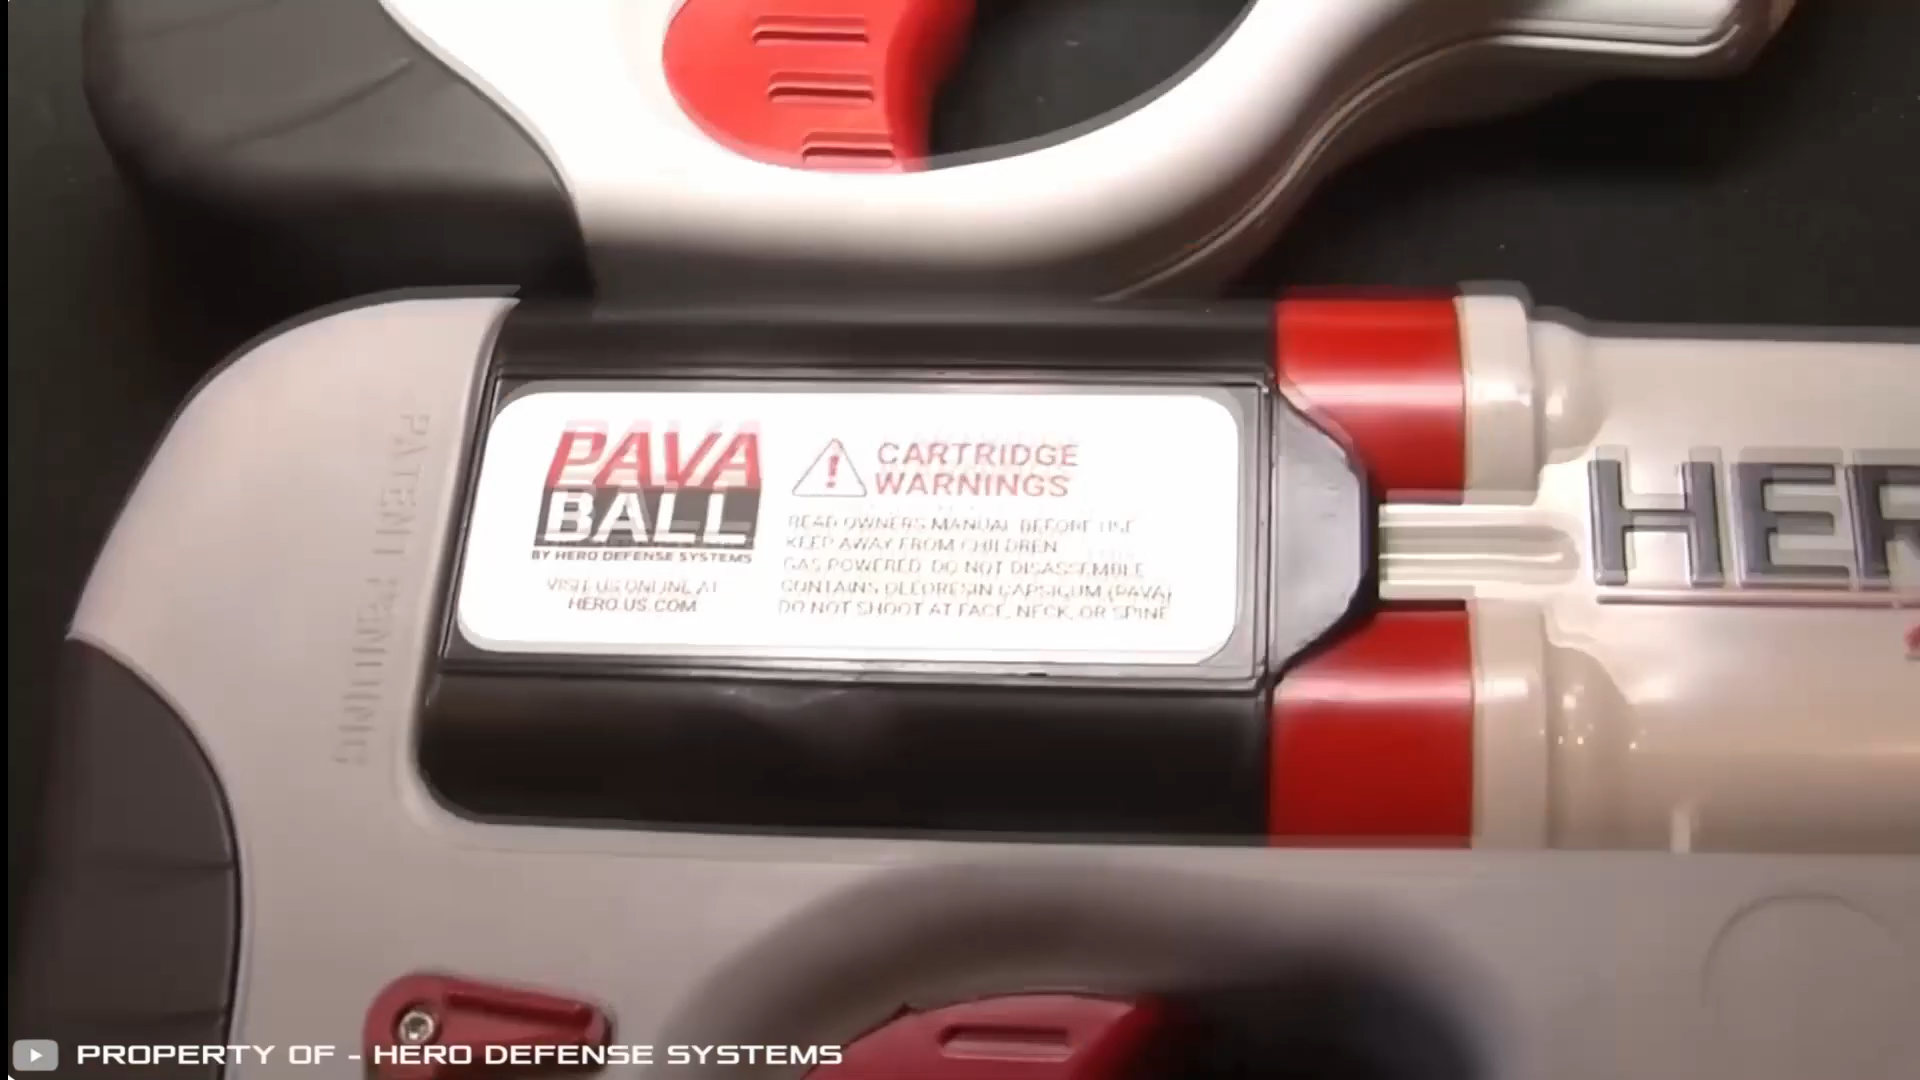 PATENT PENDING
PAVA
BALL
BY HERO DEFENSE SYSTEMS
VISIT US ONLINE AT
HERO.US.COM
CARTRIDGE
WARNINGS
READ OWNERS MANUAL BEFORE USE
KEEP AWAY FROM CHILDREN
GAS POWERED. DO NOT DISASSEMBLE
CONTAINS OLEORESIN CAPSICUM (PAVA)
DO NOT SHOOT AT FACE, NECK, OR SPINE
HER
PROPERTY OF - HERO DEFENSE SYSTEMS